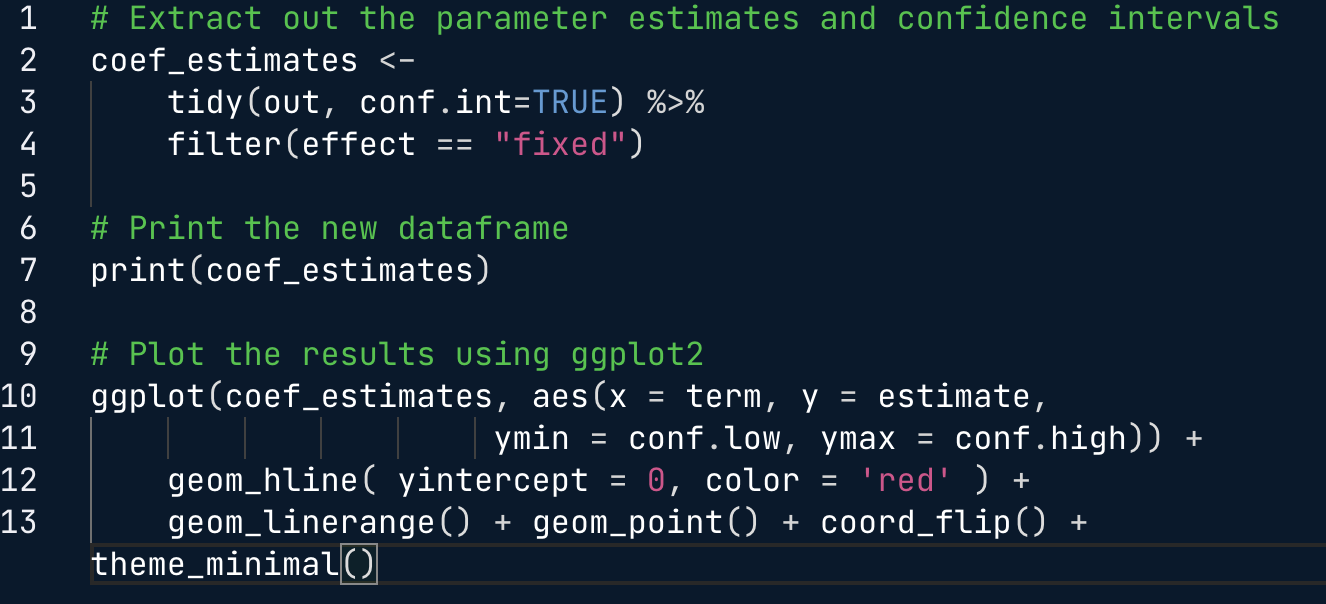 1 # Extract out the parameter estimates and confidence intervals
2 coef_estimates <-
3     tidy(out, conf.int=TRUE) %>%
4     filter(effect == "fixed")
5
6 # Print the new dataframe
7 print(coef_estimates)
8
9 # Plot the results using ggplot2
10 ggplot(coef_estimates, aes(x = term, y = estimate,
11                      ymin = conf.low, ymax = conf.high)) +
12     geom_hline( yintercept = 0, color = 'red' ) +
13     geom_linerange() + geom_point() + coord_flip() +
theme_minimal()